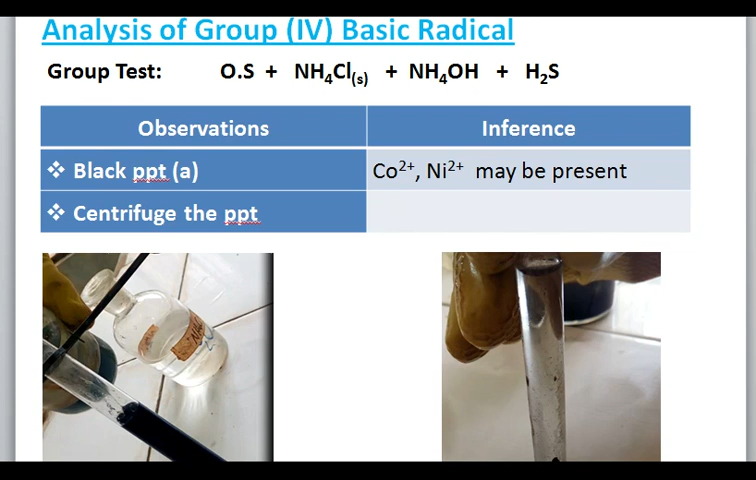 Analysis of Group (IV) Basic Radical
Group Test: O.S + NH₄Cl₍s₎ + NH₄OH + H₂S
Observations Inference
❖ Black ppt (a) Co²⁺, Ni²⁺ may be present
❖ Centrifuge the ppt